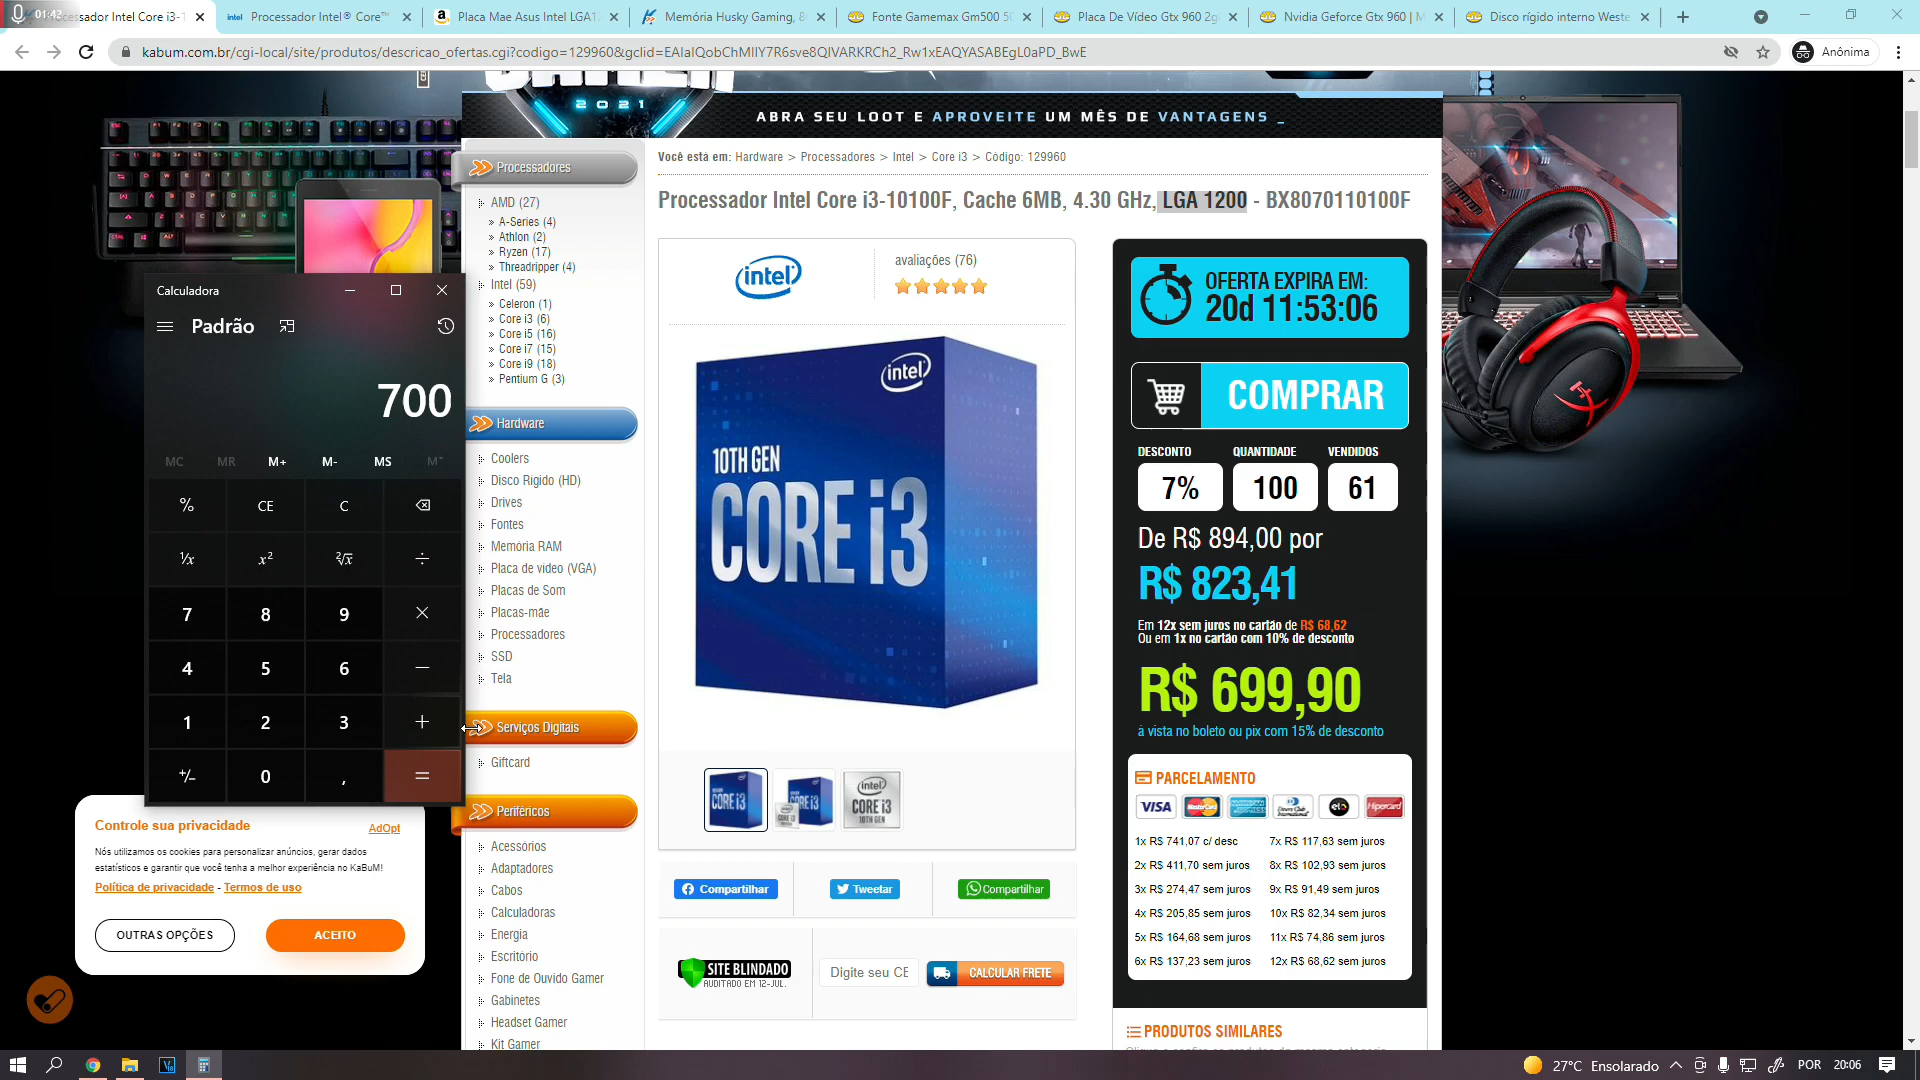 01:42
cessador Intel Core i3-1
Processador Intel® Core™
Placa Mae Asus Intel LGA1
Memória Husky Gaming, 8
Fonte Gamemax Gm500 50
Placa De Vídeo Gtx 960 2g
Nvidia Geforce Gtx 960 | M
Disco rígido interno Weste
kabum.com.br/cgi-local/site/produtos/descricao_ofertas.cgi?codigo=129960&gclid=EAIaIQobChMIlY7R6sve8QIVARKRCh2_Rw1xEAQYASABEgL0aPD_BwE
Anônima
2021
ABRA SEU LOOT E APROVEITE UM MÊS DE VANTAGENS _
Você está em: Hardware > Processadores > Intel > Core i3 > Código: 129960
Processador Intel Core i3-10100F, Cache 6MB, 4.30 GHz, LGA 1200 - BX8070110100F
Processadores
AMD (27)
» A-Series (4)
» Athlon (2)
» Ryzen (17)
» Threadripper (4)
Intel (59)
» Celeron (1)
» Core i3 (6)
» Core i5 (16)
» Core i7 (15)
» Core i9 (18)
» Pentium G (3)
Hardware
Coolers
Disco Rigido (HD)
Drives
Fontes
Memória RAM
Placa de video (VGA)
Placas de Som
Placas-mãe
Processadores
SSD
Tela
Serviços Digitais
Giftcard
Periféricos
Acessórios
Adaptadores
Cabos
Calculadoras
Energia
Escritório
Fone de Ouvido Gamer
Gabinetes
Headset Gamer
Kit Gamer
Calculadora
Padrão
700
MC MR M+ M- MS M˅
% CE C
¹/x x² ²√x ÷
7 8 9 ×
4 5 6 −
1 2 3 +
+/− 0 , =
Controle sua privacidade
AdOpt
Nós utilizamos os cookies para personalizar anúncios, gerar dados
estatísticos e garantir que você tenha a melhor experiência no KaBuM!
Política de privacidade - Termos de uso
OUTRAS OPÇÕES
ACEITO
intel
avaliações (76)
intel
10TH GEN
CORE i3
Compartilhar
Tweetar
Compartilhar
SITE BLINDADO
AUDITADO EM 12-JUL.
Digite seu CE
CALCULAR FRETE
OFERTA EXPIRA EM:
20d 11:53:06
COMPRAR
DESCONTO QUANTIDADE VENDIDOS
7% 100 61
De R$ 894,00 por
R$ 823,41
Em 12x sem juros no cartão de R$ 68,62
Ou em 1x no cartão com 10% de desconto
R$ 699,90
à vista no boleto ou pix com 15% de desconto
PARCELAMENTO
VISA MasterCard elo Hipercard
1x R$ 741,07 c/ desc 7x R$ 117,63 sem juros
2x R$ 411,70 sem juros 8x R$ 102,93 sem juros
3x R$ 274,47 sem juros 9x R$ 91,49 sem juros
4x R$ 205,85 sem juros 10x R$ 82,34 sem juros
5x R$ 164,68 sem juros 11x R$ 74,86 sem juros
6x R$ 137,23 sem juros 12x R$ 68,62 sem juros
PRODUTOS SIMILARES
27°C Ensolarado
POR
20:06